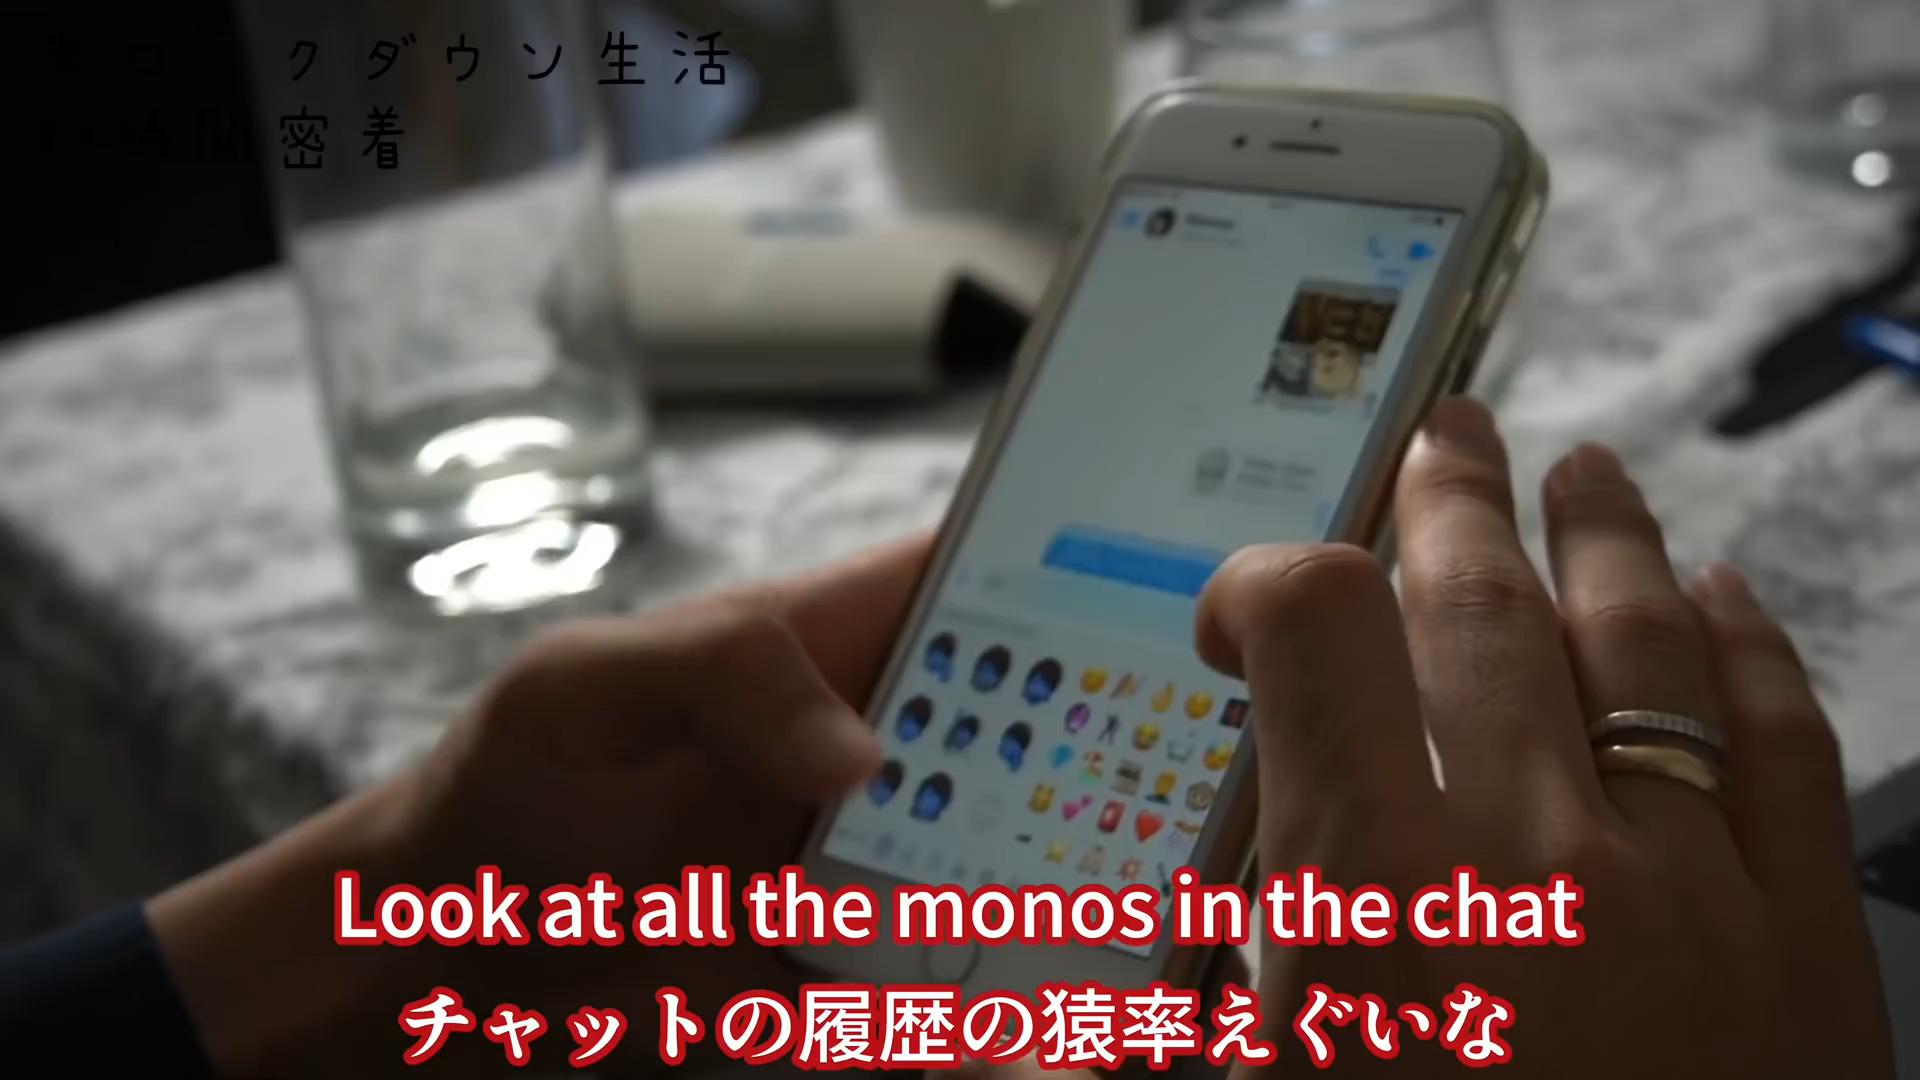 クダウン生活
密着
Look at all the monos in the chat
チャットの履歴の猿率えぐいな